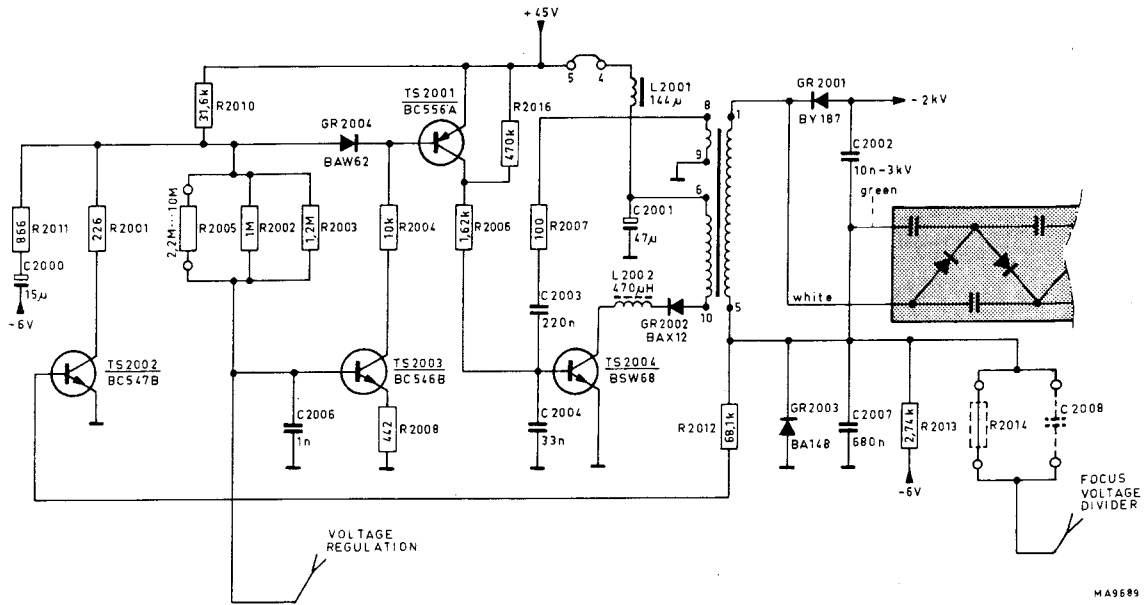 +45V
5
4
L2001
144µ
GR2001
BY187
-2kV
R2010
31,6k
TS2001
BC556A
R2016
470k
8
1
GR2004
BAW62
C2002
10n-3kV
green
9
6
866
R2011
226
R2001
2,2M...10M
R2005
1M
R2002
1,2M
R2003
10k
R2004
1,62k
R2006
100
R2007
C2001
47µ
C2000
15µ
-6V
L2002
470µH
C2003
220n
GR2002
BAX12
10
5
white
TS2002
BC547B
TS2003
BC546B
TS2004
BSW68
C2006
1n
442
R2008
C2004
33n
R2012
68,1k
GR2003
BA148
C2007
680n
2,74k
R2013
-6V
R2014
C2008
VOLTAGE
REGULATION
FOCUS
VOLTAGE
DIVIDER
MA9689